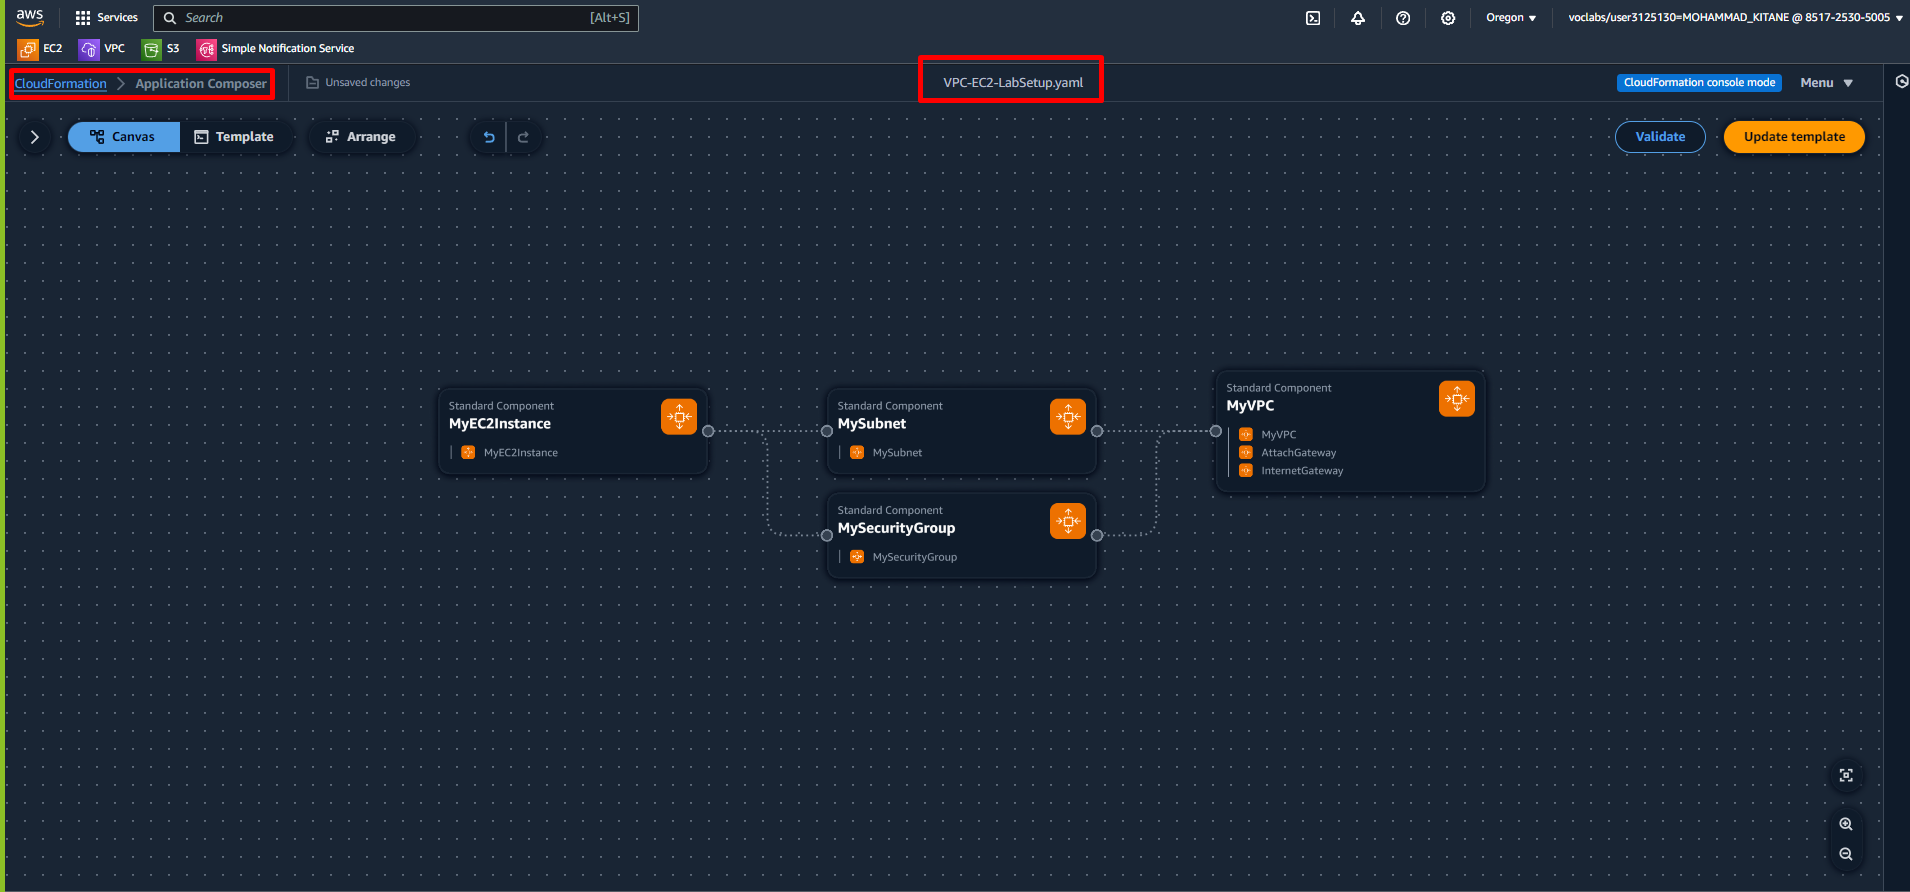 aws Services Search [Alt+S] Oregon voclabs/user3125130=MOHAMMAD_KITANE @ 8517-2530-5005
EC2 VPC S3 Simple Notification Service
CloudFormation Application Composer Unsaved changes VPC-EC2-LabSetup.yaml CloudFormation console mode Menu
Canvas Template Arrange Validate Update template
Standard Component
MyEC2Instance
MyEC2Instance
Standard Component
MySubnet
MySubnet
Standard Component
MySecurityGroup
MySecurityGroup
Standard Component
MyVPC
MyVPC
AttachGateway
InternetGateway